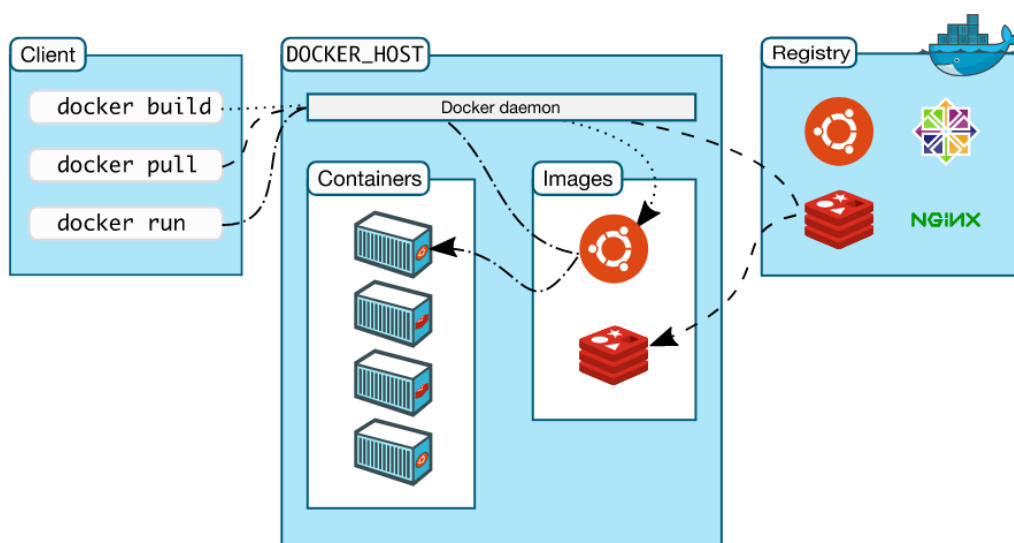 Client
docker build
docker pull
docker run
DOCKER_HOST
Docker daemon
Containers
Images
Registry
NGiNX